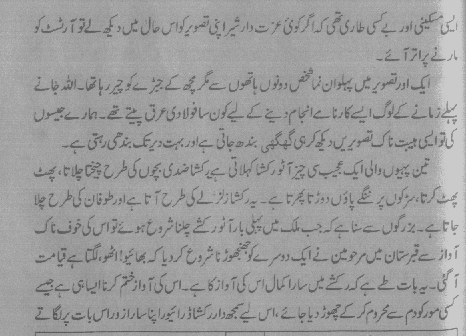 ایسی مسکینی اور بے کسی طاری تھی کہ اگر کوئی عزت دار شیر اپنی تصویر کو اس حال میں دیکھ لے تو آرٹسٹ کو
مارنے پر اتر آئے۔
ایک اور تصویر میں پہلوان نما شخص دونوں ہاتھوں سے مگر مچھ کے جبڑے کو چیر رہا تھا۔ اللہ جانے
پہلے زمانے کے لوگ ایسے کارنامے انجام دینے کے لیے کون سا فولادی عرق پیتے تھے۔ ہمارے جیسوں
کی تو ایسی ہیبت ناک تصویریں دیکھ کر ہی گھگھی بندھ جاتی ہے اور بہت دیر تک بندھی رہتی ہے۔
تین پہیوں والی ایک عجیب سی چیز آٹو رکشا کہلاتی ہے۔ رکشا ضدی بچوں کی طرح چیختا چلاتا، پھٹ
پھٹ کرتا، سڑکوں پر ننگے پاؤں دوڑتا پھرتا ہے۔ یہ رکشا زلزلے کی طرح آتا ہے اور طوفان کی طرح چلا
جاتا ہے۔ بزرگوں سے سنا ہے کہ جب ملک میں پہلی بار آٹو رکشے چلنا شروع ہوئے تو اس کی خوف ناک
آواز سے قبرستان میں مرحومین نے ایک دوسرے کو جھنجھوڑنا شروع کر دیا کہ بھائیو! اٹھو، لگتا ہے قیامت
آ گئی۔ یہ بات طے ہے کہ رکشے میں سارا کمال اس کی آواز کا ہے۔ اس کی آواز ختم کرنا ایسا ہی ہے جیسے
کسی مور کو دم سے محروم کر کے چھوڑ دیا جائے، اس لیے سمجھ دار رکشا ڈرائیور اپنا سارا زور اس بات پر لگاتے